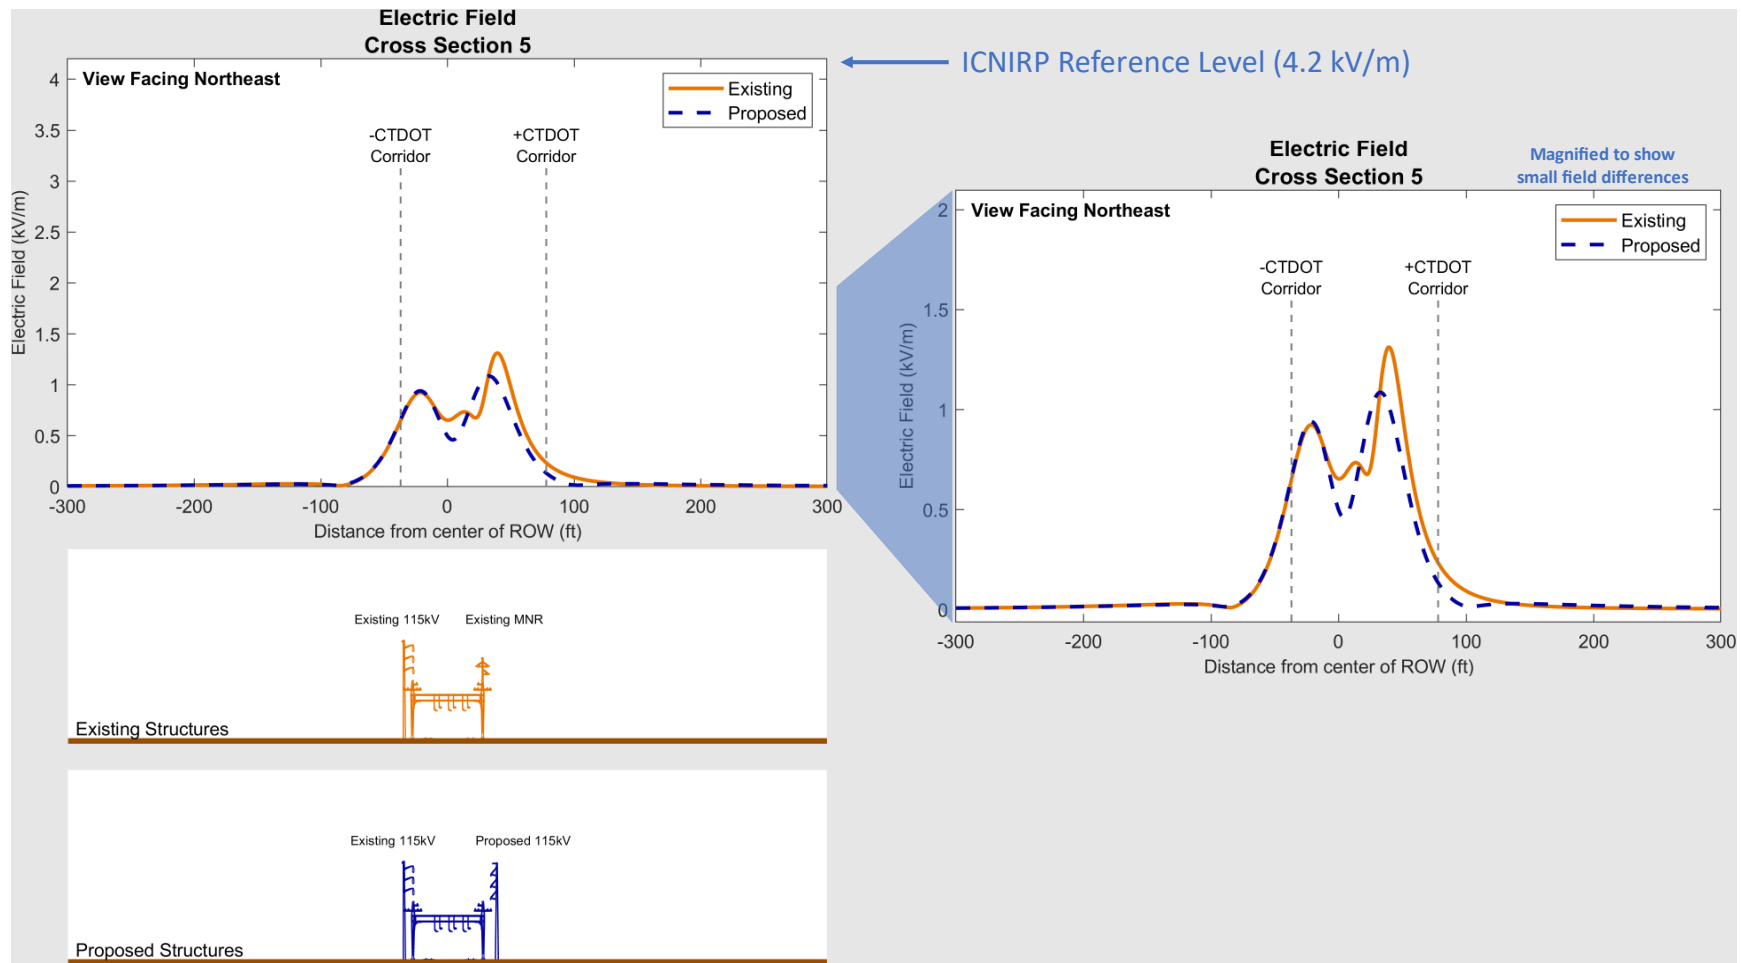 Electric Field
Cross Section 5
ICNIRP Reference Level (4.2 kV/m)
View Facing Northeast
Existing
Proposed
-CTDOT
Corridor
+CTDOT
Corridor
4
3.5
3
2.5
2
1.5
1
0.5
0
Electric Field (kV/m)
-300
-200
-100
0
100
200
300
Distance from center of ROW (ft)
Electric Field
Cross Section 5
Magnified to show
small field differences
View Facing Northeast
Existing
Proposed
-CTDOT
Corridor
+CTDOT
Corridor
2
1.5
1
0.5
0
Electric Field (kV/m)
-300
-200
-100
0
100
200
300
Distance from center of ROW (ft)
Existing 115kV
Existing MNR
Existing Structures
Existing 115kV
Proposed 115kV
Proposed Structures